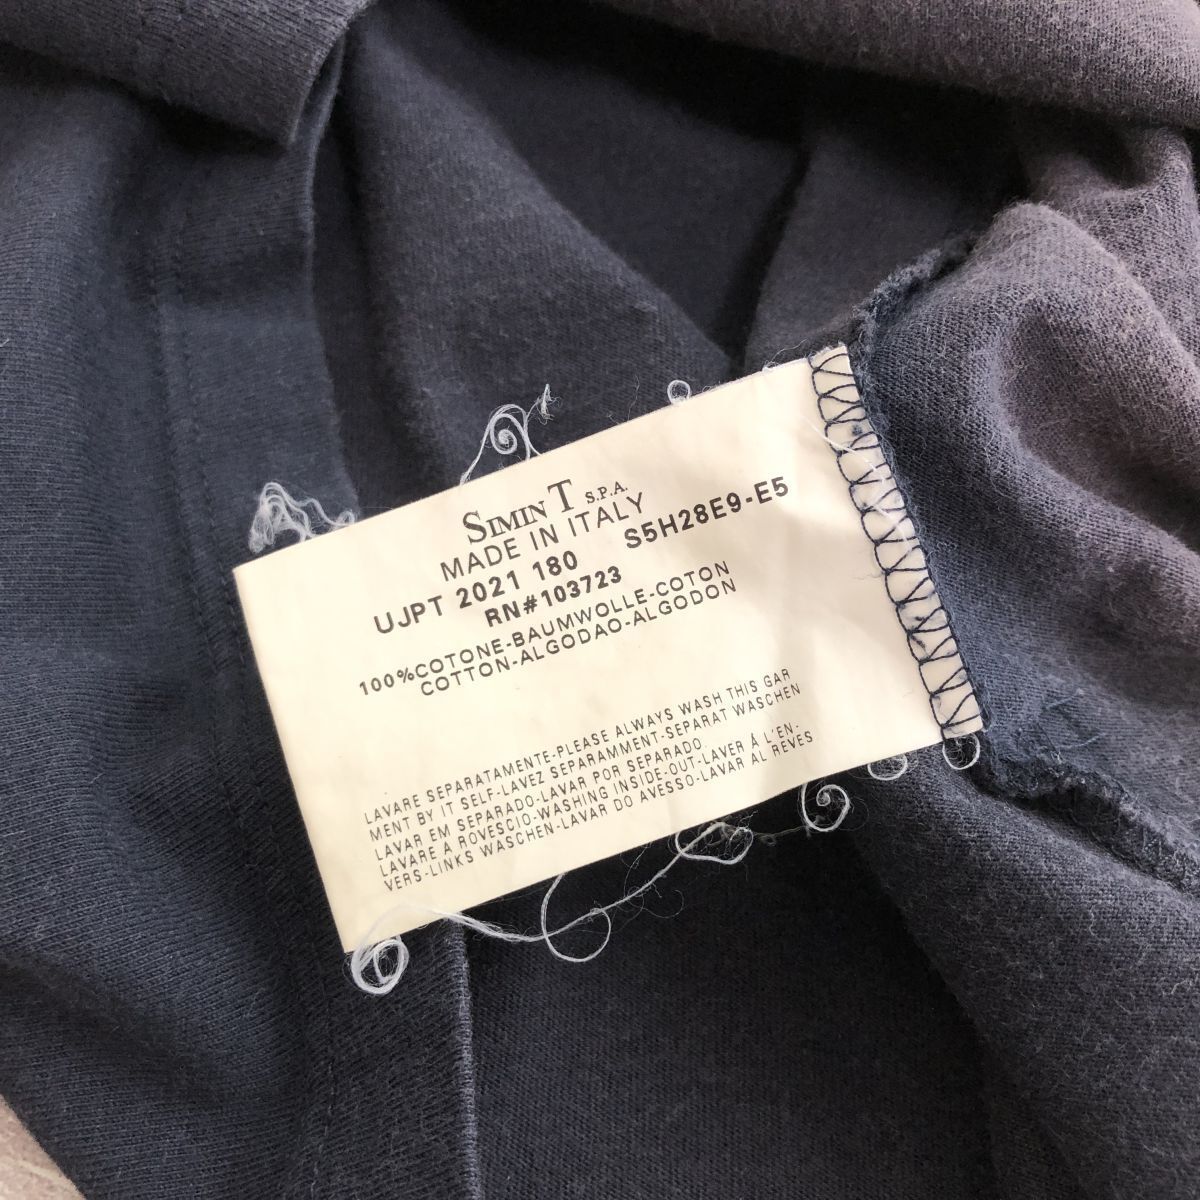 SIMINT S.P.A.
MADE IN ITALY
UJPT 2021 180 S5H28E9-E5
RN#103723
100%COTONE-BAUMWOLLE-COTON
COTTON-ALGODAO-ALGODON
LAVARE SEPARATAMENTE-PLEASE ALWAYS WASH THIS GAR
MENT BY IT SELF-LAVEZ SEPARAMMENT-SEPARAT WASCHEN
LAVAR EM SEPARADO-LAVAR POR SEPARADO.
LAVARE A ROVESCIO-WASHING INSIDE-OUT-LAVER Á L'EN-
VERS-LINKS WASCHEN-LAVAR DO AVESSO-LAVAR AL REVES